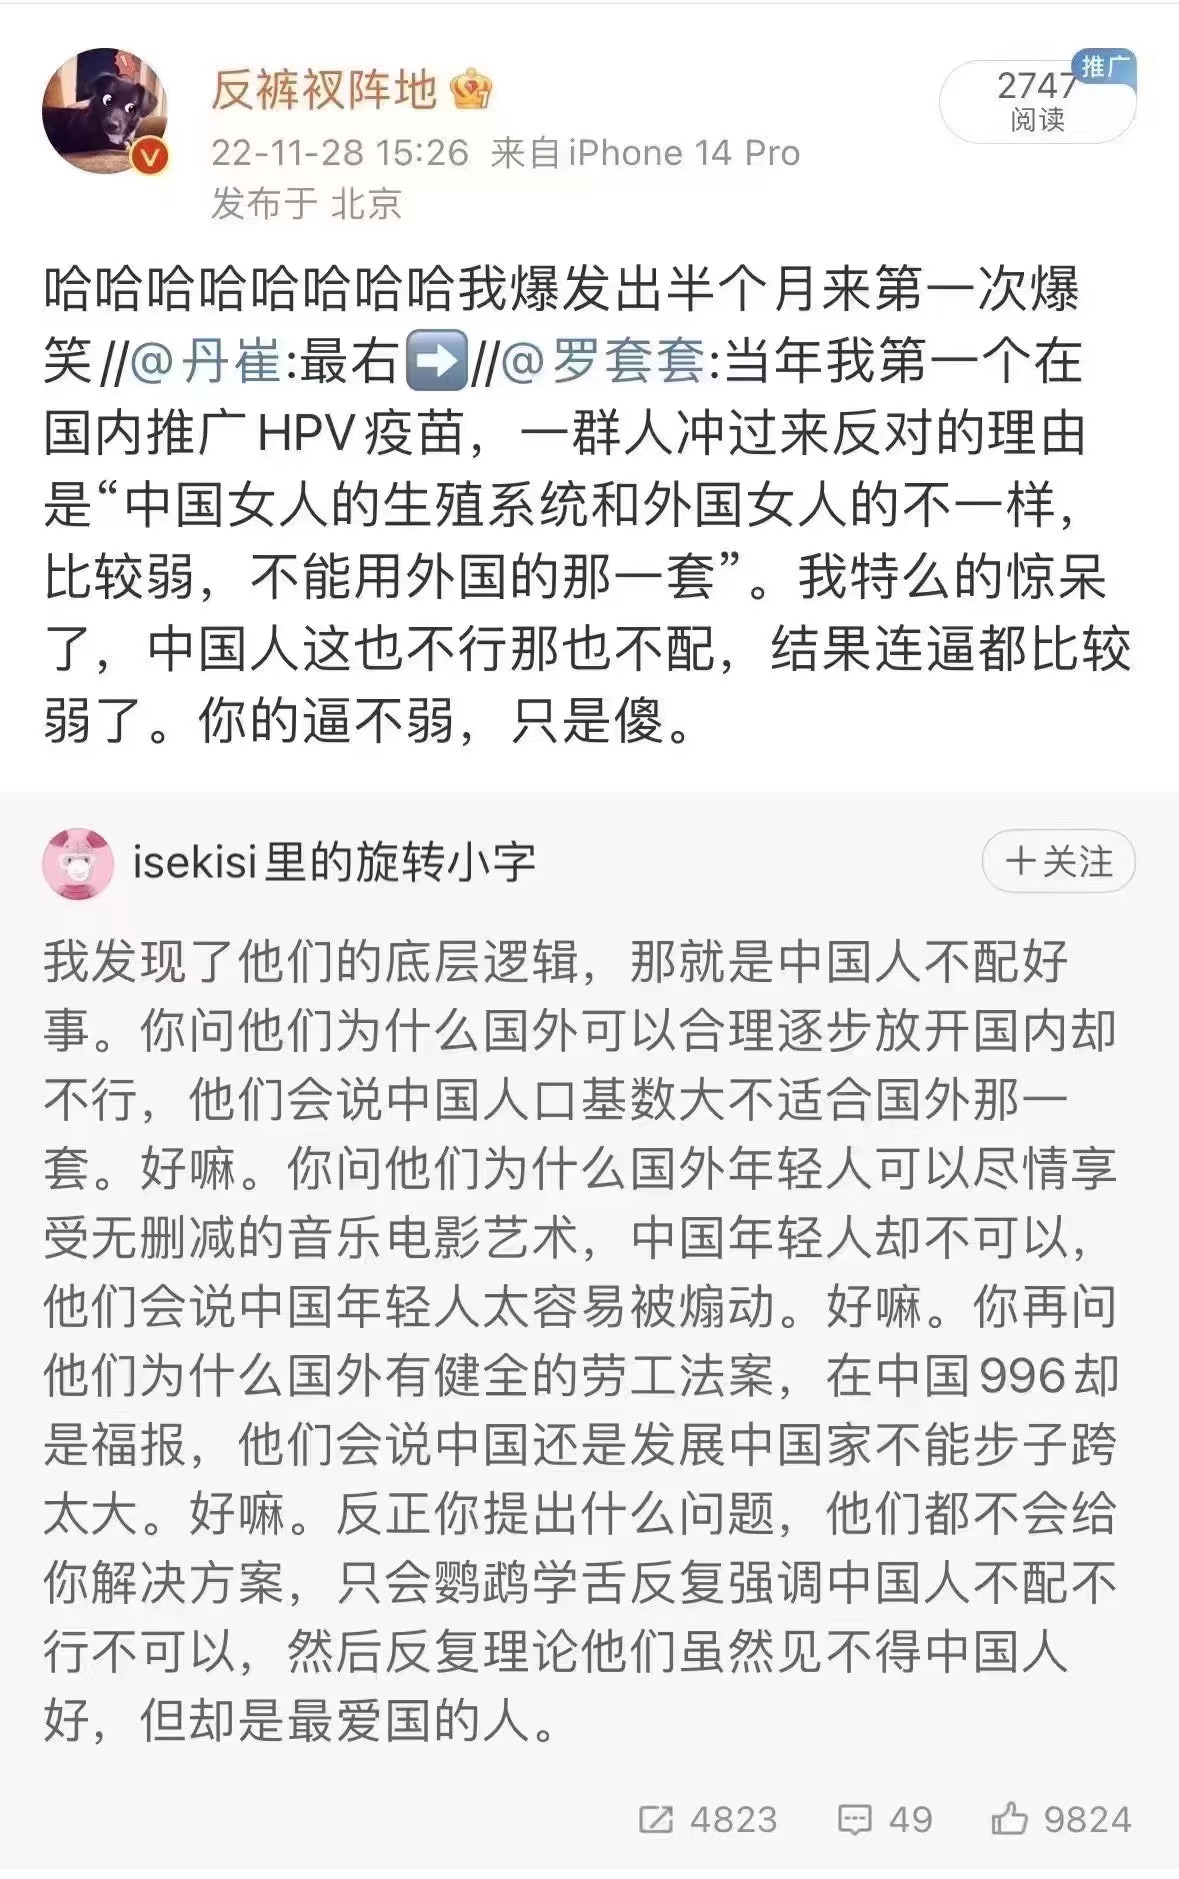 反裤衩阵地
2747
推广
阅读
22-11-28 15:26 来自iPhone 14 Pro
发布于 北京
哈哈哈哈哈哈哈哈我爆发出半个月来第一次爆
笑//@丹崔:最右➡️//@罗套套:当年我第一个在
国内推广HPV疫苗，一群人冲过来反对的理由
是“中国女人的生殖系统和外国女人的不一样，
比较弱，不能用外国的那一套”。我特么的惊呆
了，中国人这也不行那也不配，结果连逼都比较
弱了。你的逼不弱，只是傻。
isekisi里的旋转小字
＋关注
我发现了他们的底层逻辑，那就是中国人不配好
事。你问他们为什么国外可以合理逐步放开国内却
不行，他们会说中国人口基数大不适合国外那一
套。好嘛。你问他们为什么国外年轻人可以尽情享
受无删减的音乐电影艺术，中国年轻人却不可以，
他们会说中国年轻人太容易被煽动。好嘛。你再问
他们为什么国外有健全的劳工法案，在中国996却
是福报，他们会说中国还是发展中国家不能步子跨
太大。好嘛。反正你提出什么问题，他们都不会给
你解决方案，只会鹦鹉学舌反复强调中国人不配不
行不可以，然后反复理论他们虽然见不得中国人
好，但却是最爱国的人。
4823 49 9824